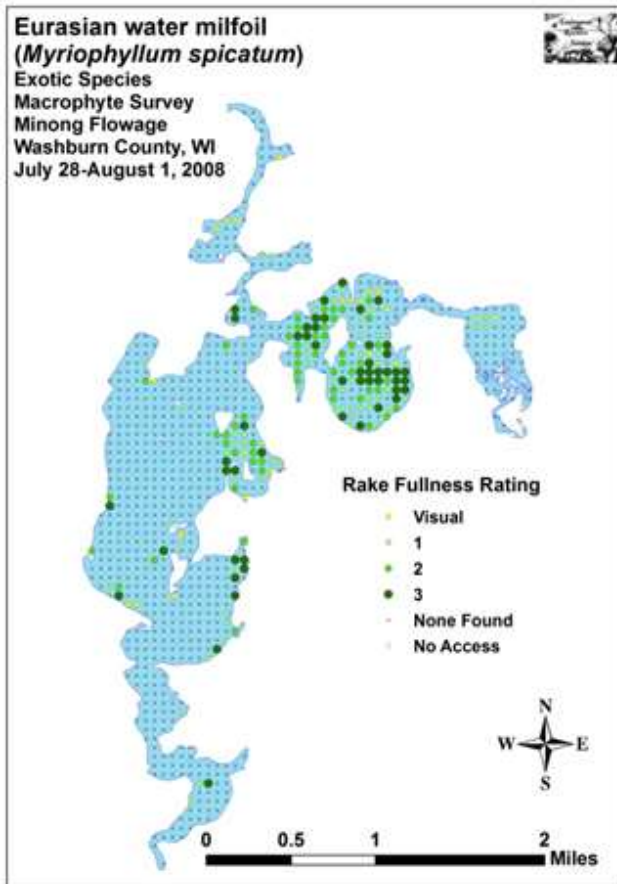 Eurasian water milfoil
(Myriophyllum spicatum)
Exotic Species
Macrophyte Survey
Minong Flowage
Washburn County, WI
July 28-August 1, 2008
Rake Fullness Rating
Visual
1
2
3
None Found
No Access
N
W E
S
0 0.5 1 2
Miles